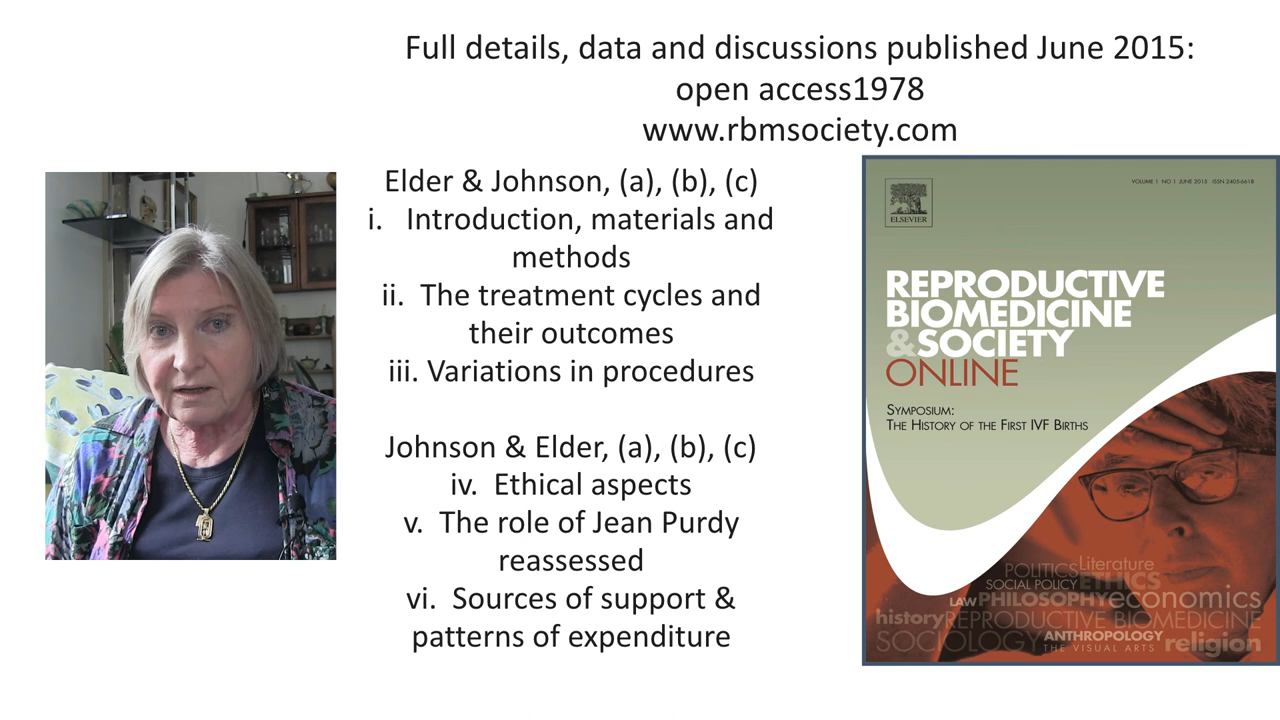 Full details, data and discussions published June 2015:
open access1978
www.rbmsociety.com
Elder & Johnson, (a), (b), (c)
i. Introduction, materials and
methods
ii. The treatment cycles and
their outcomes
iii. Variations in procedures
Johnson & Elder, (a), (b), (c)
iv. Ethical aspects
v. The role of Jean Purdy
reassessed
vi. Sources of support &
patterns of expenditure
VOLUME 1 NO 1 JUNE 2015 ISSN 2405-6618
ELSEVIER
REPRODUCTIVE
BIOMEDICINE
&SOCIETY
ONLINE
SYMPOSIUM:
THE HISTORY OF THE FIRST IVF BIRTHS
POLITICS Literature
SOCIAL POLICY ETHICS
LAW PHILOSOPHY economics
history REPRODUCTIVE BIOMEDICINE
SOCIOLOGY ANTHROPOLOGY
THE VISUAL ARTS religion